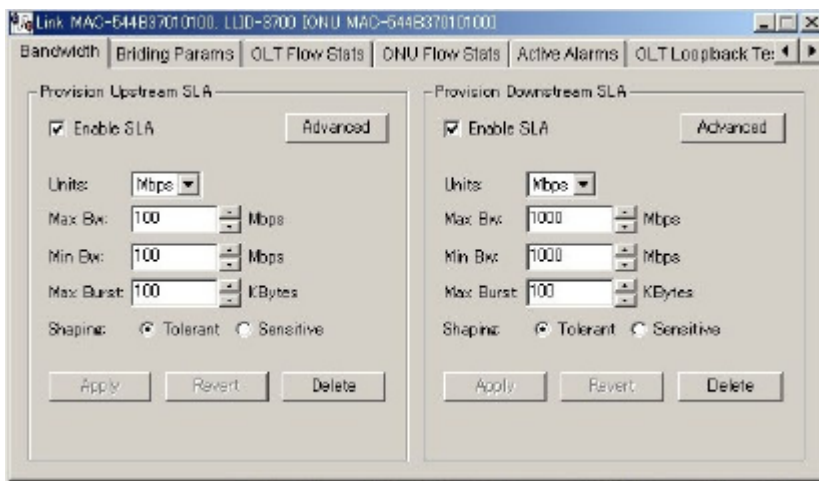 Link MAC-544B37010100, LLID-8700 [ONU MAC-544B37010100]
Bandwidth Briding Params OLT Flow Stats ONU Flow Stats Active Alarms OLT Loopback Te:
Provision Upstream SLA
Enable SLA
Advanced
Units: Mbps
Max Bw: 100 Mbps
Min Bw: 100 Mbps
Max Burst: 100 KBytes
Shaping: Tolerant Sensitive
Apply Revert Delete
Provision Downstream SLA
Enable SLA
Advanced
Units: Mbps
Max Bw: 1000 Mbps
Min Bw: 1000 Mbps
Max Burst: 100 KBytes
Shaping: Tolerant Sensitive
Apply Revert Delete